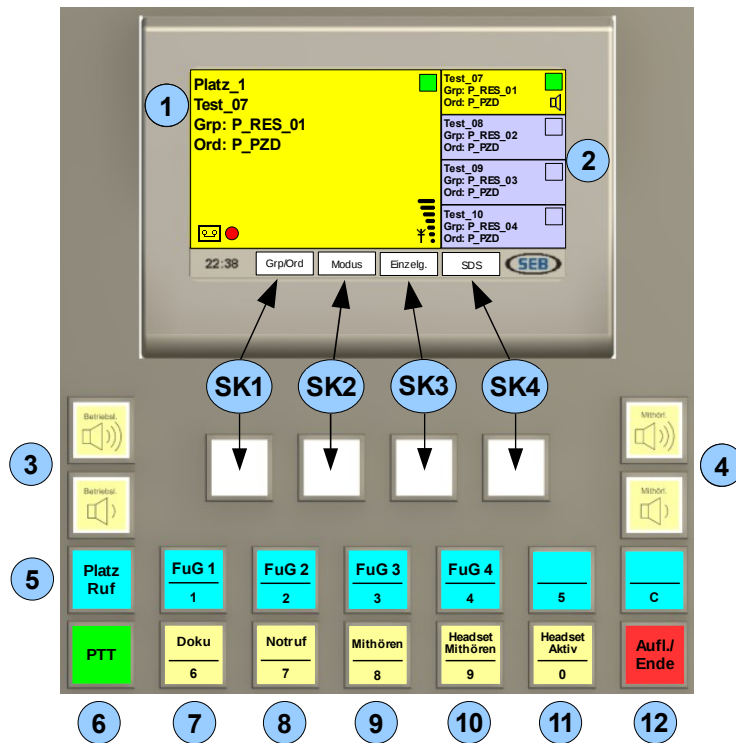 1
Platz_1
Test_07
Grp: P_RES_01
Ord: P_PZD
Test_07
Grp: P_RES_01
Ord: P_PZD
Test_08
Grp: P_RES_02
Ord: P_PZD
Test_09
Grp: P_RES_03
Ord: P_PZD
Test_10
Grp: P_RES_04
Ord: P_PZD
2
22:38
Grp/Ord
Modus
Einzelg.
SDS
SEB
SK1
SK2
SK3
SK4
Betriebsl.
Mithörl.
3
4
Betriebsl.
Mithörl.
5
Platz
Ruf
FuG 1
1
FuG 2
2
FuG 3
3
FuG 4
4
5
C
PTT
Doku
6
Notruf
7
Mithören
8
Headset
Mithören
9
Headset
Aktiv
0
Aufl./
Ende
6
7
8
9
10
11
12